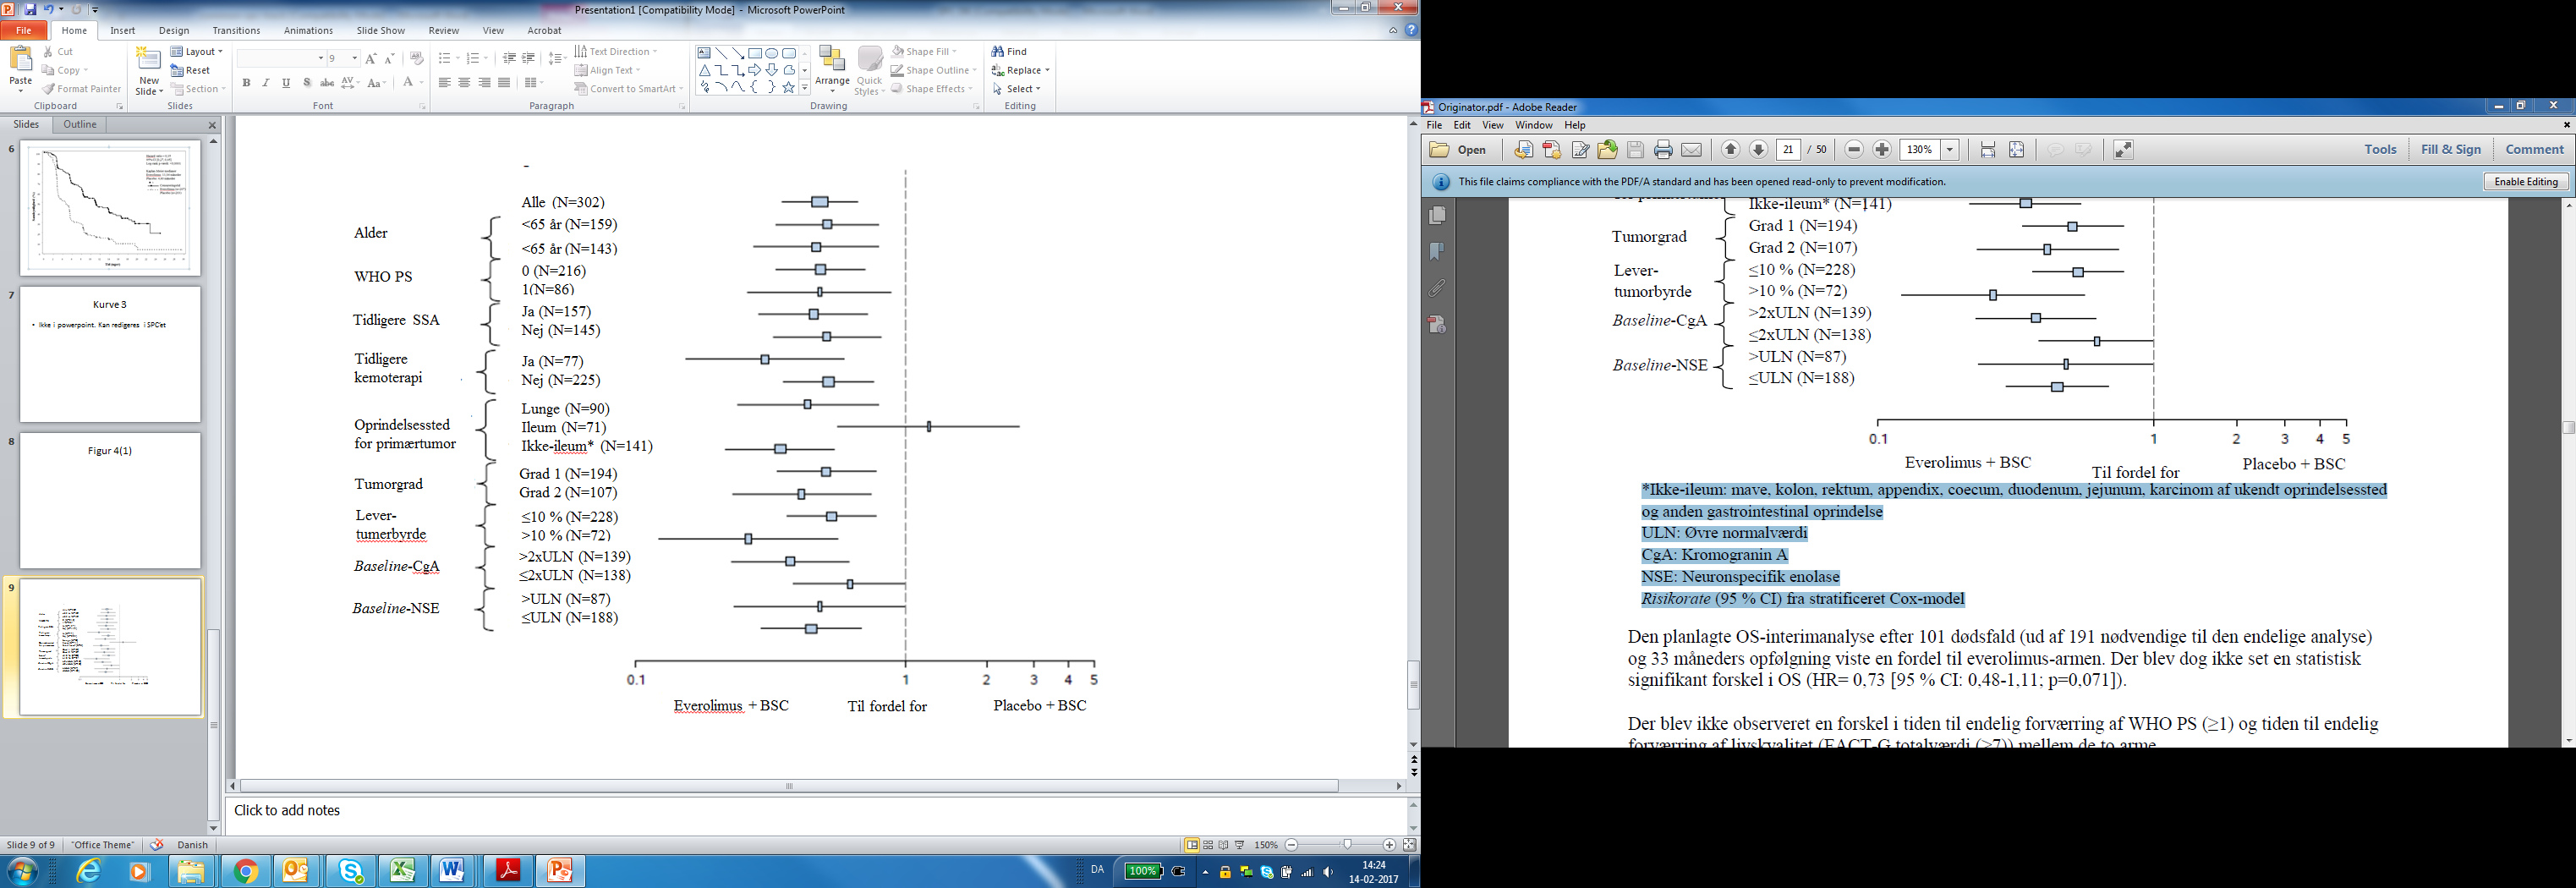 Presentation1 [Compatibility Mode] - Microsoft PowerPoint
File Home Insert Design Transitions Animations Slide Show Review View Acrobat
Paste
Cut
Copy
Format Painter
Clipboard
New
Slide
Layout
Reset
Section
Slides
9
Font
Paragraph
Text Direction
Align Text
Convert to SmartArt
Arrange
Quick
Styles
Shape Fill
Shape Outline
Shape Effects
Drawing
Find
Replace
Select
Editing
Slides Outline
6
7
Kurve 3
• Ikke i powerpoint. Kan redigeres i SPC'et
8
Figur 4(1)
9
Alle (N=302)
Alder
<65 år (N=159)
<65 år (N=143)
WHO PS
0 (N=216)
1(N=86)
Tidligere SSA
Ja (N=157)
Nej (N=145)
Tidligere
kemoterapi
Ja (N=77)
Nej (N=225)
Oprindelsessted
for primærtumor
Lunge (N=90)
Ileum (N=71)
Ikke-ileum* (N=141)
Tumorgrad
Grad 1 (N=194)
Grad 2 (N=107)
Lever-
tumerbyrde
≤10 % (N=228)
>10 % (N=72)
Baseline-CgA
>2xULN (N=139)
≤2xULN (N=138)
Baseline-NSE
>ULN (N=87)
≤ULN (N=188)
0.1 1 2 3 4 5
Everolimus + BSC Til fordel for Placebo + BSC
Click to add notes
Slide 9 of 9 "Office Theme" Danish 150%
DA 100% 14:24
14-02-2017
Originator.pdf - Adobe Reader
File Edit View Window Help
Open 21 / 50 130% Tools Fill & Sign Comment
This file claims compliance with the PDF/A standard and has been opened read-only to prevent modification. Enable Editing
Ikke-ileum* (N=141)
Tumorgrad
Grad 1 (N=194)
Grad 2 (N=107)
Lever-
tumorbyrde
≤10 % (N=228)
>10 % (N=72)
Baseline-CgA
>2xULN (N=139)
≤2xULN (N=138)
Baseline-NSE
>ULN (N=87)
≤ULN (N=188)
0.1 1 2 3 4 5
Everolimus + BSC Til fordel for Placebo + BSC
*Ikke-ileum: mave, kolon, rektum, appendix, coecum, duodenum, jejunum, karcinom af ukendt oprindelsessted
og anden gastrointestinal oprindelse
ULN: Øvre normalværdi
CgA: Kromogranin A
NSE: Neuronspecifik enolase
Risikorate (95 % CI) fra stratificeret Cox-model
Den planlagte OS-interimanalyse efter 101 dødsfald (ud af 191 nødvendige til den endelige analyse)
og 33 måneders opfølgning viste en fordel til everolimus-armen. Der blev dog ikke set en statistisk
signifikant forskel i OS (HR= 0,73 [95 % CI: 0,48-1,11; p=0,071]).
Der blev ikke observeret en forskel i tiden til endelig forværring af WHO PS (≥1) og tiden til endelig
forværring af livskvalitet (FACT-G totalværdi (≥7)) mellem de to arme.